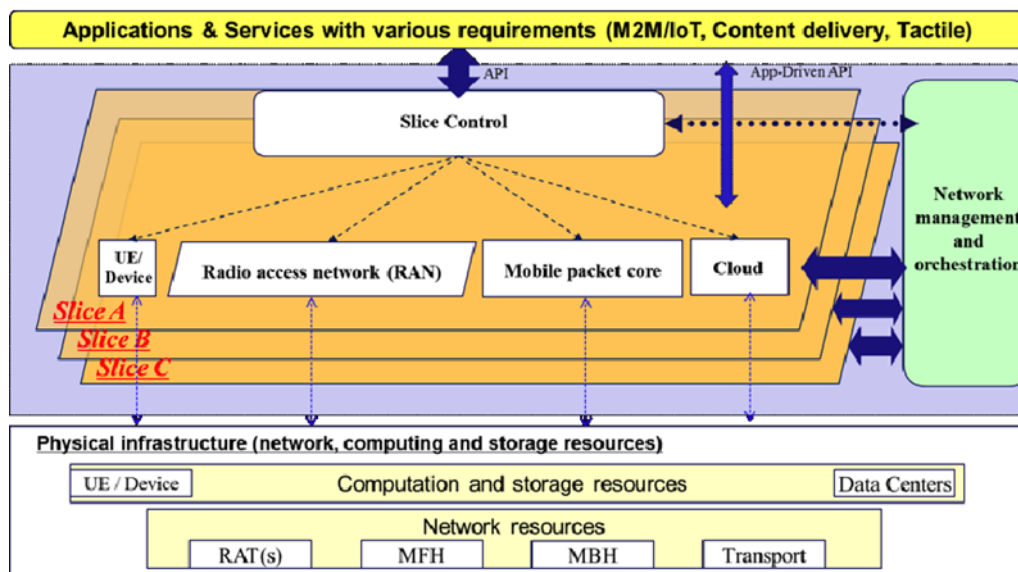 Applications & Services with various requirements (M2M/IoT, Content delivery, Tactile)
API
App-Driven API
Slice Control
Network
management
and
orchestration
UE/
Device
Radio access network (RAN)
Mobile packet core
Cloud
Slice A
Slice B
Slice C
Physical infrastructure (network, computing and storage resources)
UE / Device
Computation and storage resources
Data Centers
Network resources
RAT(s)
MFH
MBH
Transport